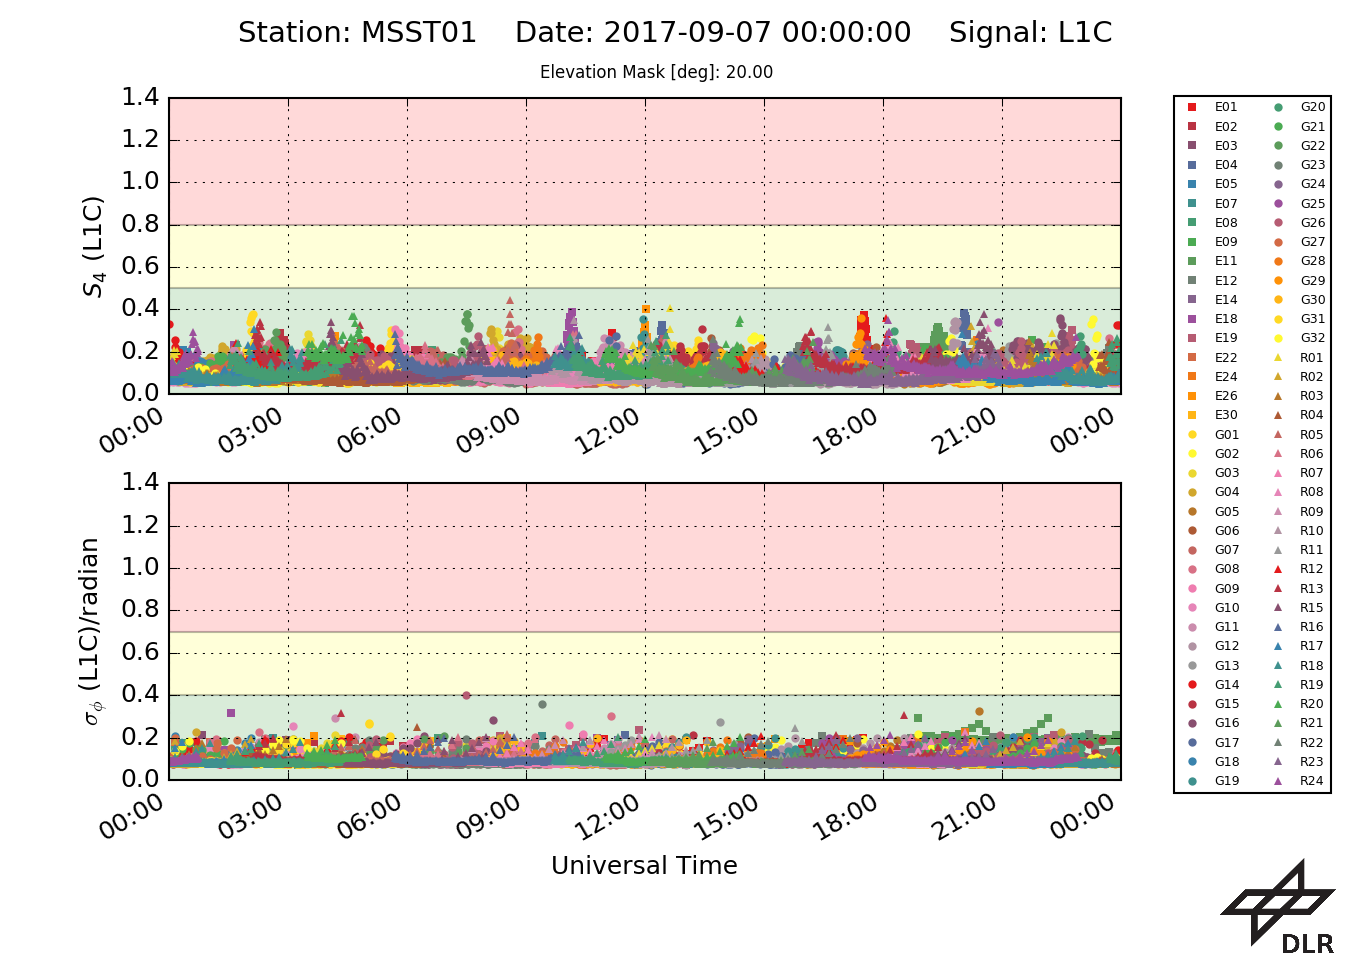 Station: MSST01    Date: 2017-09-07 00:00:00    Signal: L1C
Elevation Mask [deg]: 20.00
1.4
1.2
1.0
0.8
0.6
0.4
0.2
0.0
S4 (L1C)
00:00 03:00 06:00 09:00 12:00 15:00 18:00 21:00 00:00
1.4
1.2
1.0
0.8
0.6
0.4
0.2
0.0
σϕ (L1C)/radian
00:00 03:00 06:00 09:00 12:00 15:00 18:00 21:00 00:00
Universal Time
E01 G20
E02 G21
E03 G22
E04 G23
E05 G24
E07 G25
E08 G26
E09 G27
E11 G28
E12 G29
E14 G30
E18 G31
E19 G32
E22 R01
E24 R02
E26 R03
E30 R04
G01 R05
G02 R06
G03 R07
G04 R08
G05 R09
G06 R10
G07 R11
G08 R12
G09 R13
G10 R15
G11 R16
G12 R17
G13 R18
G14 R19
G15 R20
G16 R21
G17 R22
G18 R23
G19 R24
DLR